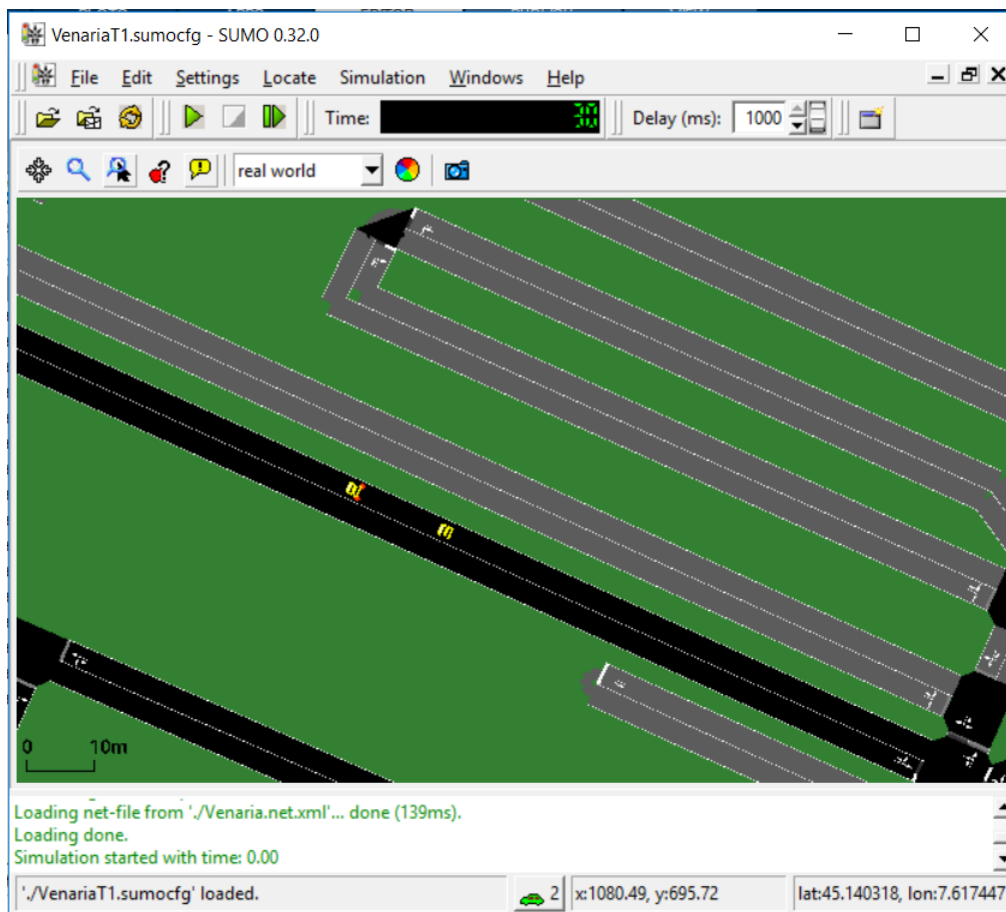 VenariaT1.sumocfg - SUMO 0.32.0
File Edit Settings Locate Simulation Windows Help
Time: Delay (ms): 1000
real world
0 10m
Loading net-file from './Venaria.net.xml'... done (139ms).
Loading done.
Simulation started with time: 0.00
'./VenariaT1.sumocfg' loaded. 2 x:1080.49, y:695.72 lat:45.140318, lon:7.617447